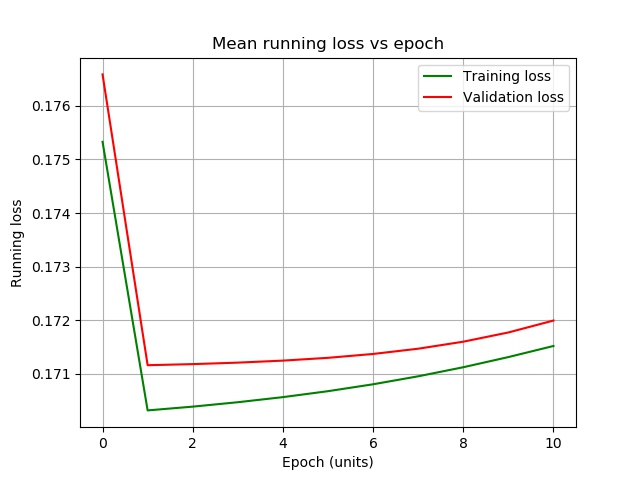 Mean running loss vs epoch
Training loss
Validation loss
0.176
0.175
0.174
0.173
0.172
0.171
Running loss
0 2 4 6 8 10
Epoch (units)